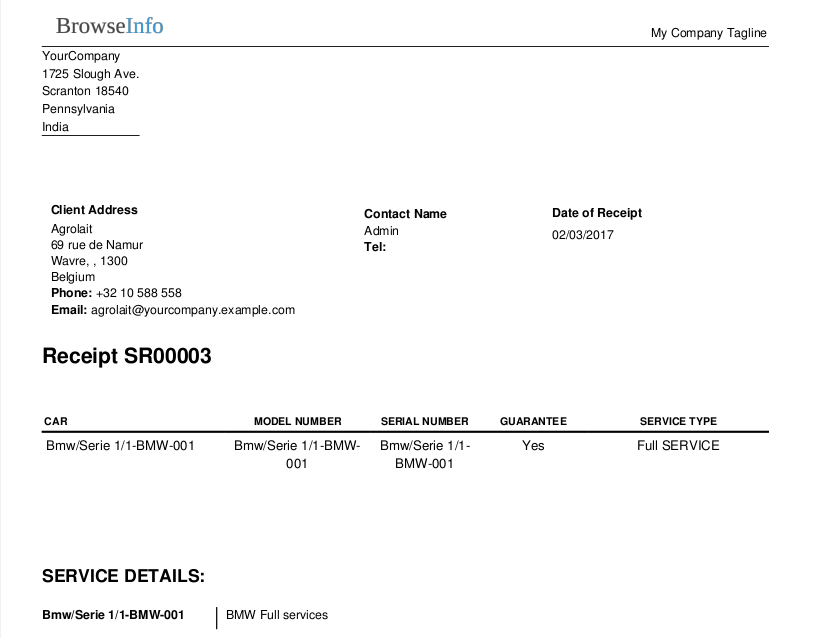 BrowseInfo
My Company Tagline
YourCompany
1725 Slough Ave.
Scranton 18540
Pennsylvania
India
Client Address
Agrolait
69 rue de Namur
Wavre, , 1300
Belgium
Phone: +32 10 588 558
Email: agrolait@yourcompany.example.com
Contact Name
Admin
Tel:
Date of Receipt
02/03/2017
Receipt SR00003
CAR MODEL NUMBER SERIAL NUMBER GUARANTEE SERVICE TYPE
Bmw/Serie 1/1-BMW-001 Bmw/Serie 1/1-BMW- Bmw/Serie 1/1- Yes Full SERVICE
001 BMW-001
SERVICE DETAILS:
Bmw/Serie 1/1-BMW-001 BMW Full services